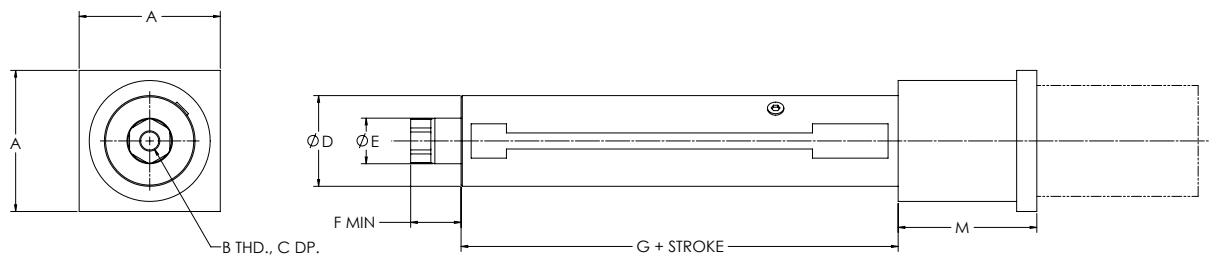 A
A
B THD., C DP.
ØD
ØE
F MIN
G + STROKE
M